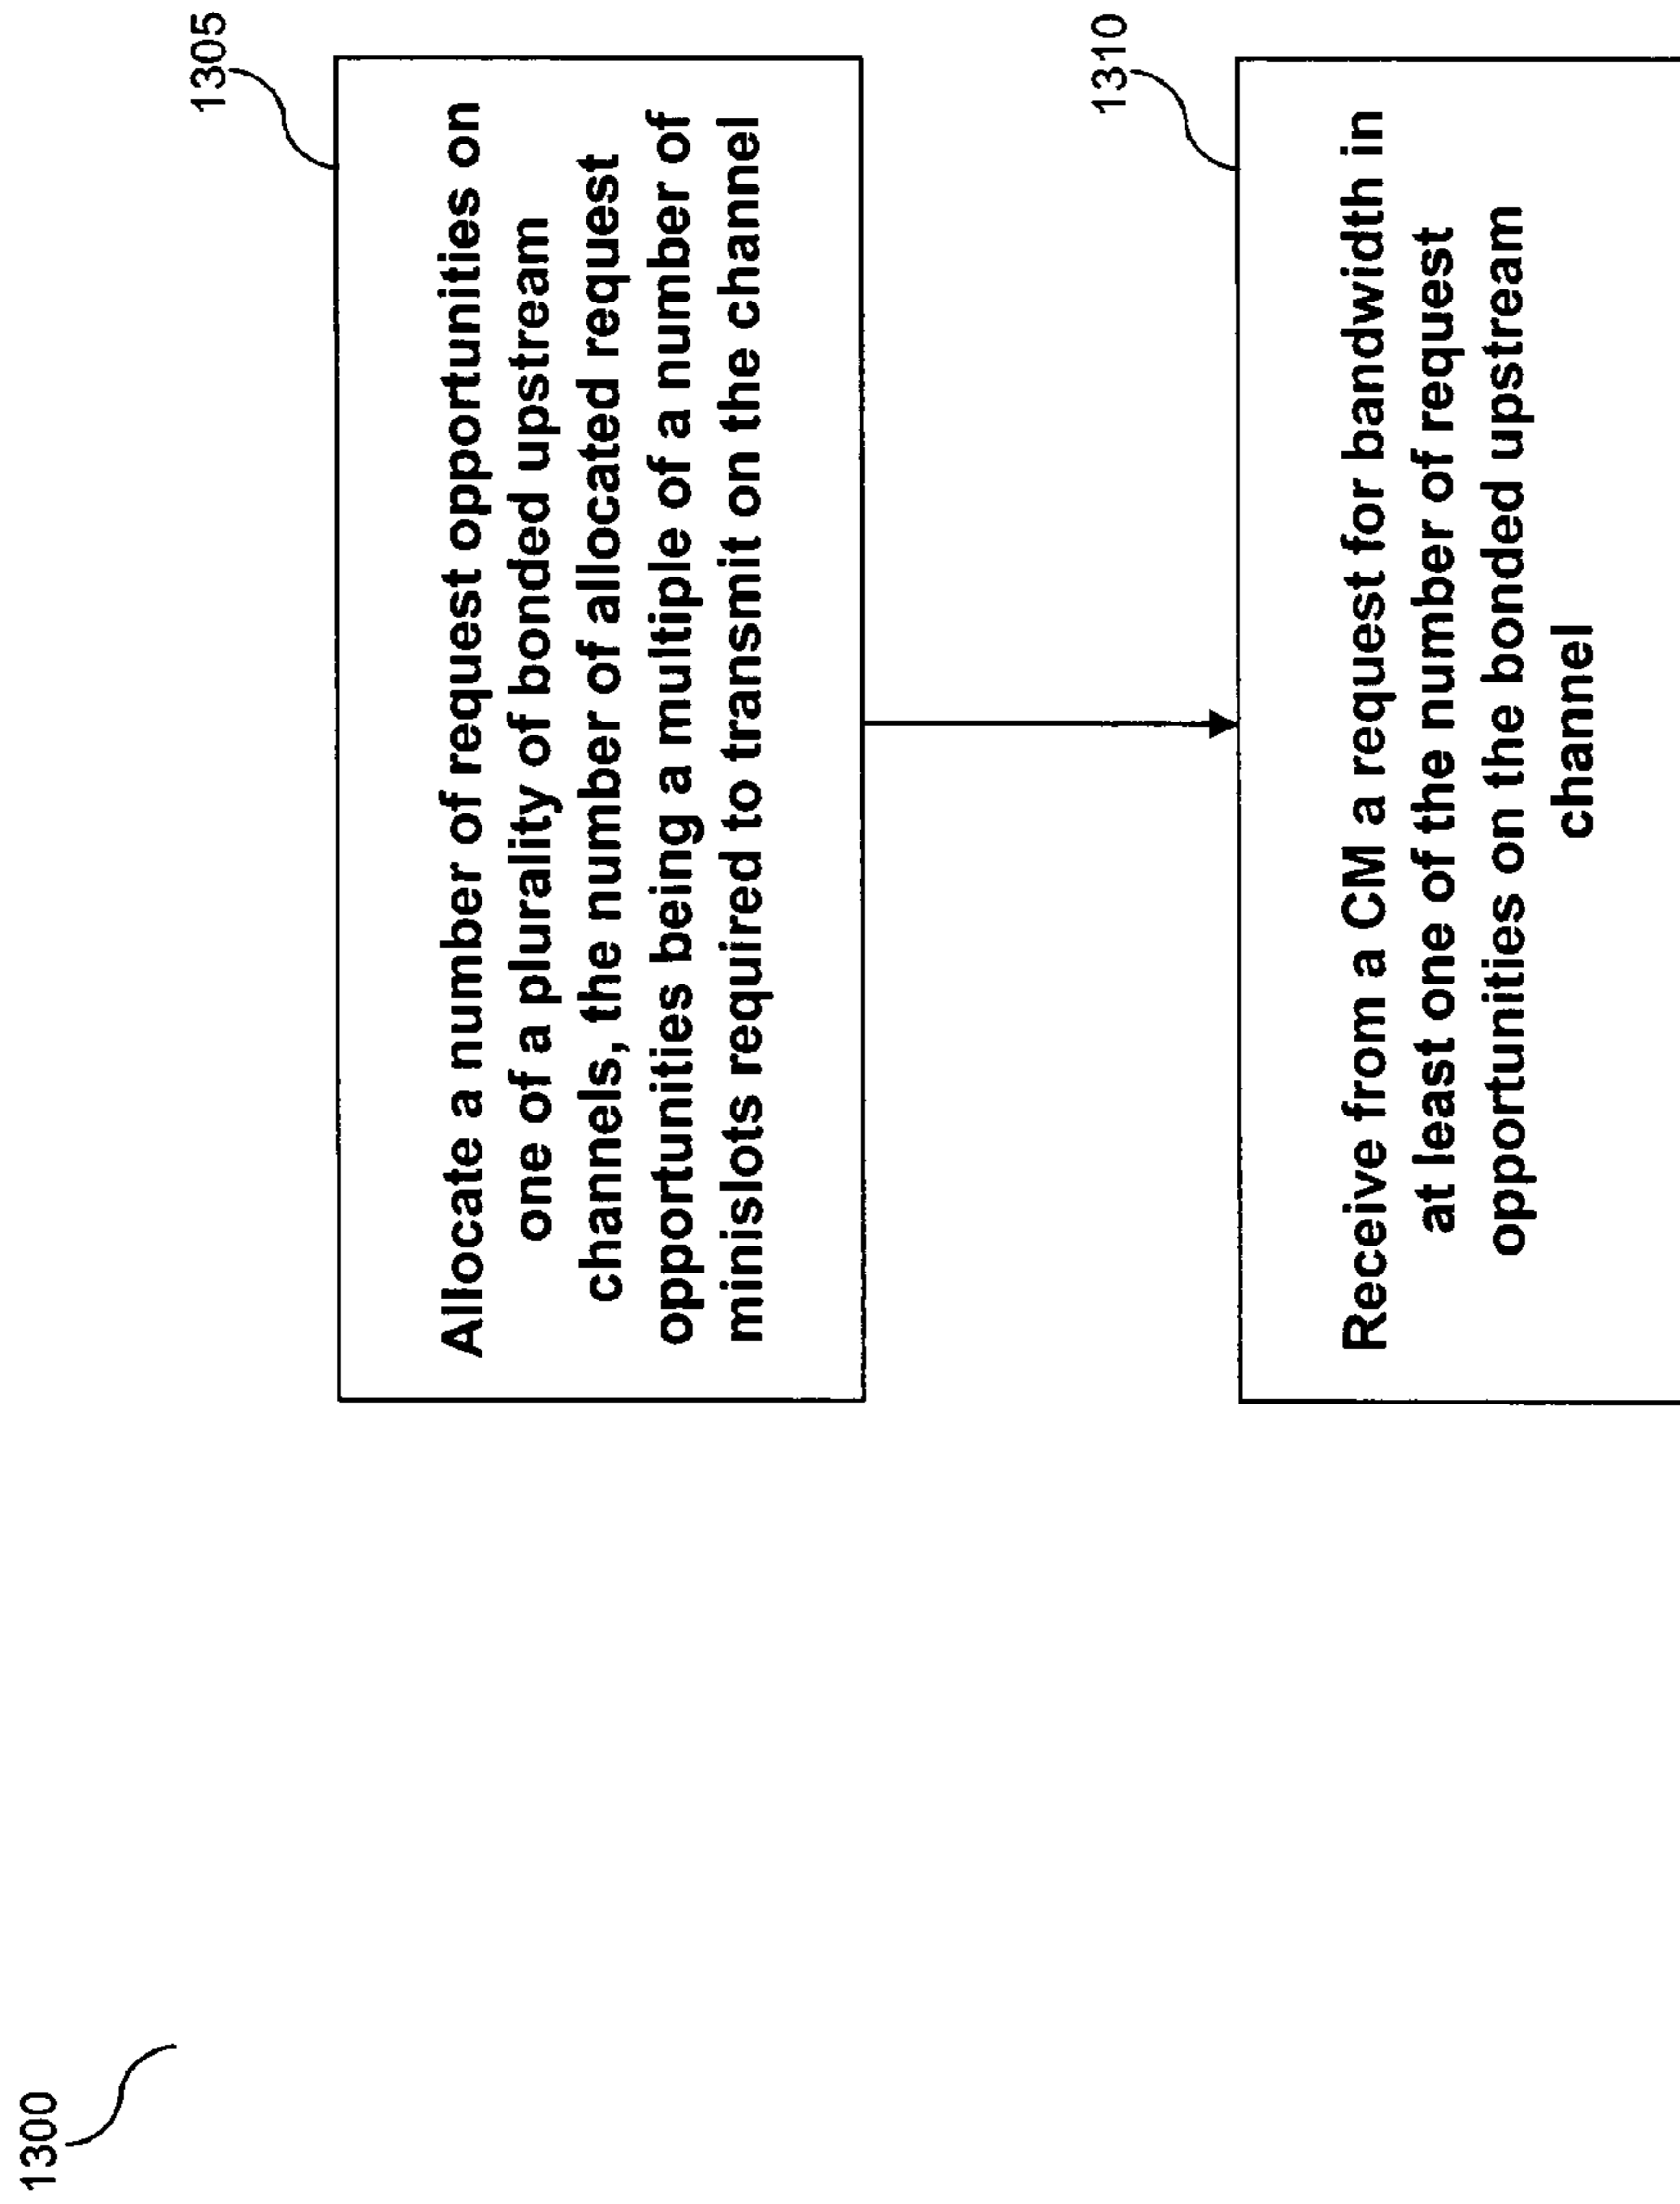 1300
1305
Allocate a number of request opportunities on
one of a plurality of bonded upstream
channels, the number of allocated request
opportunities being a multiple of a number of
minislots required to transmit on the channel
1310
Receive from a CM a request for bandwidth in
at least one of the number of request
opportunities on the bonded upstream
channel